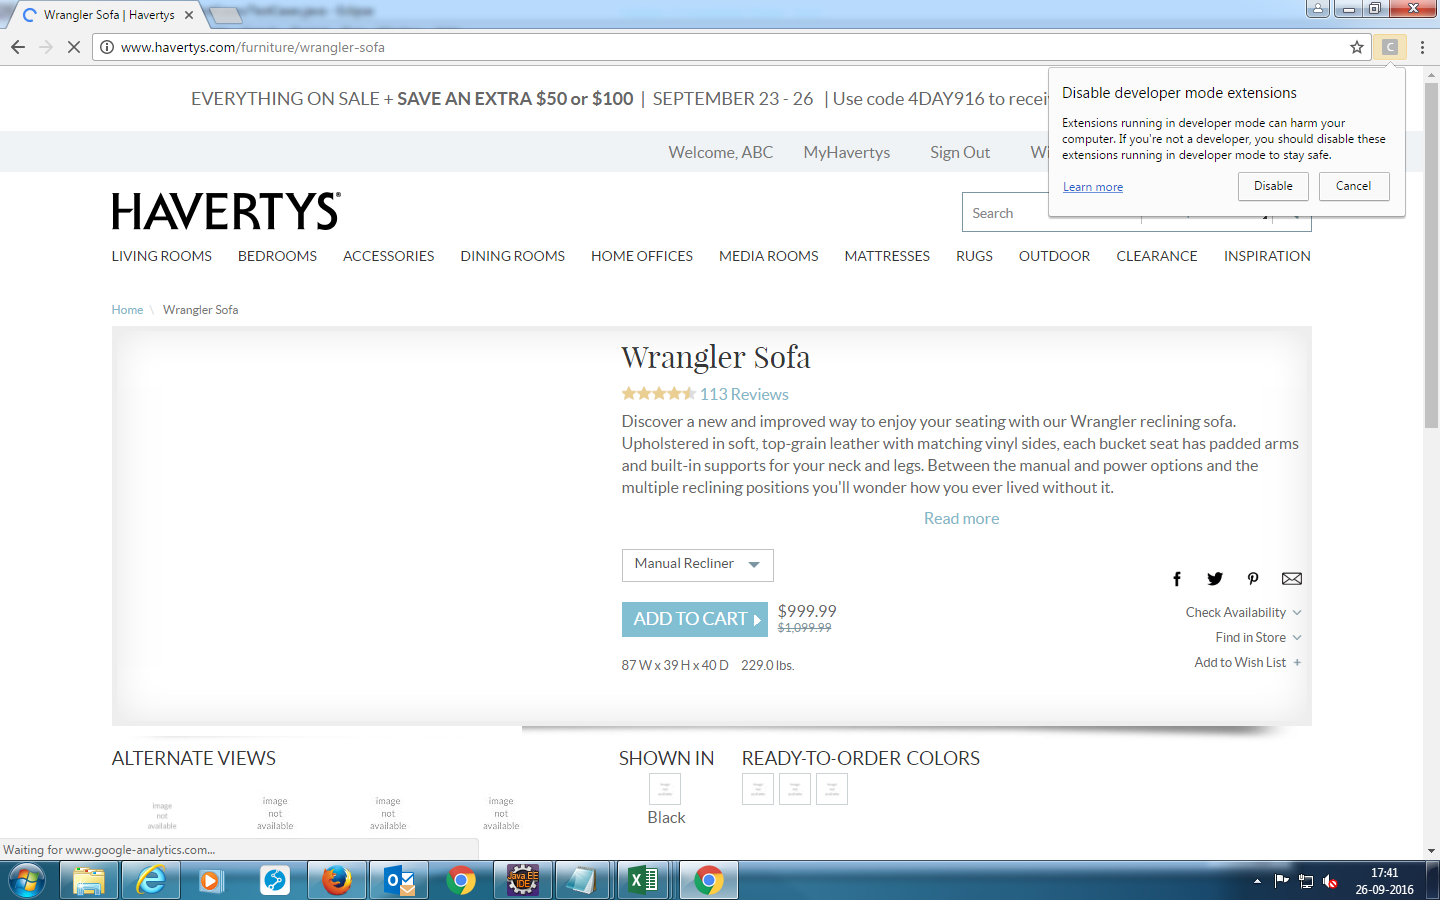 Wrangler Sofa | Havertys
www.havertys.com/furniture/wrangler-sofa
C
EVERYTHING ON SALE + SAVE AN EXTRA $50 or $100 | SEPTEMBER 23 - 26 | Use code 4DAY916 to
Disable developer mode extensions
Extensions running in developer mode can harm your
computer. If you're not a developer, you should disable these
extensions running in developer mode to stay safe.
Learn more
Disable
Cancel
Welcome, ABC
MyHavertys
Sign Out
HAVERTYS®
Search
LIVING ROOMS
BEDROOMS
ACCESSORIES
DINING ROOMS
HOME OFFICES
MEDIA ROOMS
MATTRESSES
RUGS
OUTDOOR
CLEARANCE
INSPIRATION
Home \ Wrangler Sofa
Wrangler Sofa
113 Reviews
Discover a new and improved way to enjoy your seating with our Wrangler reclining sofa.
Upholstered in soft, top-grain leather with matching vinyl sides, each bucket seat has padded arms
and built-in supports for your neck and legs. Between the manual and power options and the
multiple reclining positions you'll wonder how you ever lived without it.
Read more
Manual Recliner
ADD TO CART
$999.99
$1,099.99
87 W x 39 H x 40 D 229.0 lbs.
Check Availability
Find in Store
Add to Wish List +
ALTERNATE VIEWS
SHOWN IN
READY-TO-ORDER COLORS
image
not
available
image
not
available
image
not
available
image
not
available
Black
Waiting for www.google-analytics.com...
Java EE
IDE
17:41
26-09-2016